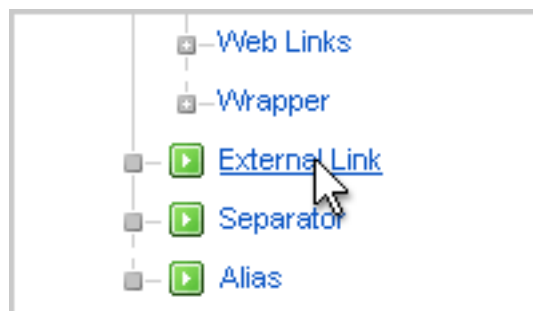 Web Links
Wrapper
External Link
Separator
Alias